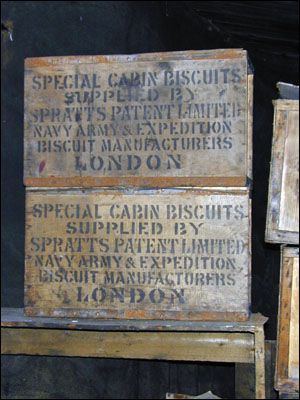 SPECIAL CABIN BISCUITS
SUPPLIED BY
SPRATTS PATENT LIMITED
NAVY ARMY & EXPEDITION
BISCUIT MANUFACTURERS
LONDON
SPECIAL CABIN BISCUITS
SUPPLIED BY
SPRATTS PATENT LIMITED
NAVY ARMY & EXPEDITION
BISCUIT MANUFACTURERS
LONDON